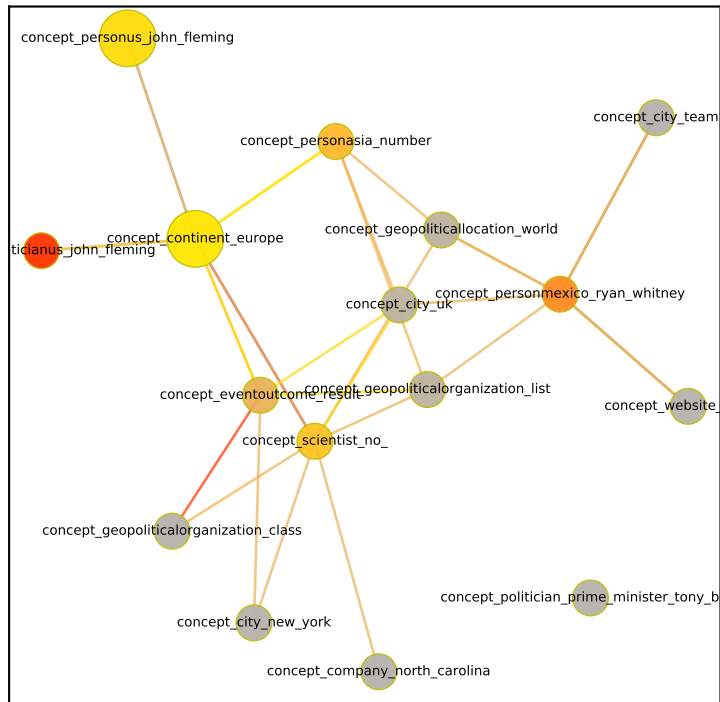 concept_personus_john_fleming
concept_city_team
concept_personasia_number
concept_geopoliticallocation_world
concept_continent_europe
ticianus_john_fleming
concept_personmexico_ryan_whitney
concept_city_uk
concept_eventoutcome_result
concept_geopoliticalorganization_list
concept_website_
concept_scientist_no_
concept_geopoliticalorganization_class
concept_politician_prime_minister_tony_b
concept_city_new_york
concept_company_north_carolina